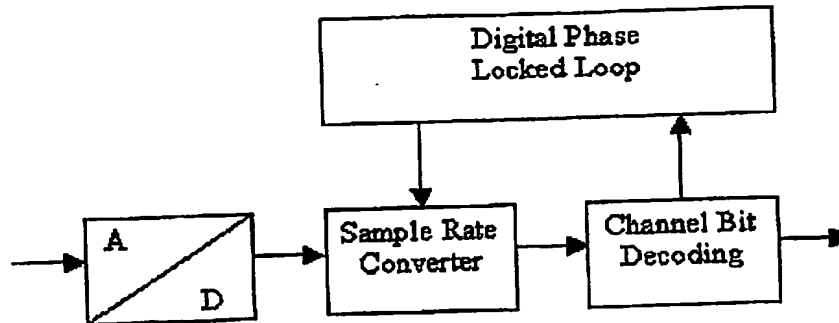 Digital Phase
Locked Loop
A
D
Sample Rate
Converter
Channel Bit
Decoding